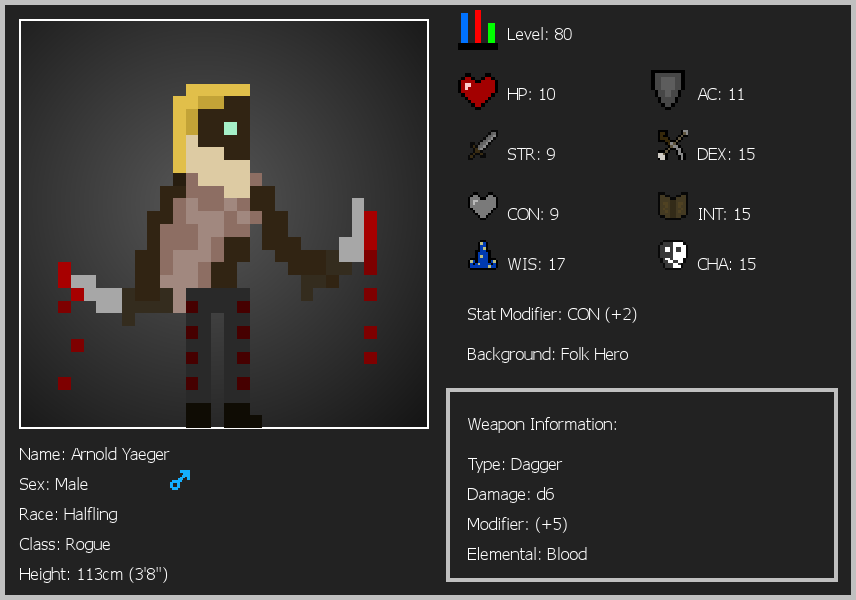 Level: 80
HP: 10
AC: 11
STR: 9
DEX: 15
CON: 9
INT: 15
WIS: 17
CHA: 15
Stat Modifier: CON (+2)
Background: Folk Hero
Weapon Information:
Type: Dagger
Damage: d6
Modifier: (+5)
Elemental: Blood
Name: Arnold Yaeger
Sex: Male
Race: Halfling
Class: Rogue
Height: 113cm (3'8")